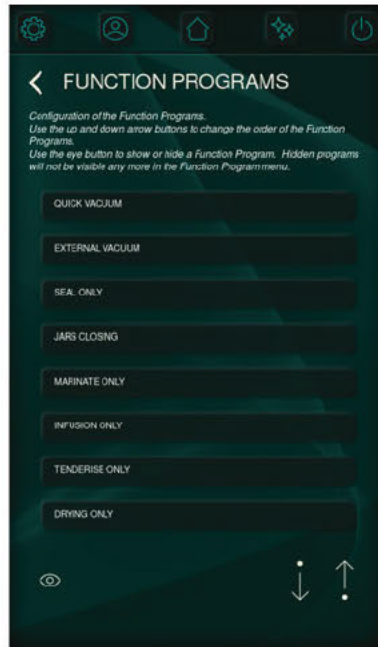 FUNCTION PROGRAMS
Configuration of the Function Programs.
Use the up and down arrow buttons to change the order of the Function
Programs.
Use the eye button to show or hide a Function Program. Hidden programs
will not be visible any more in the Function Program menu.
QUICK VACUUM
EXTERNAL VACUUM
SEAL ONLY
JARS CLOSING
MARINATE ONLY
INFUSION ONLY
TENDERISE ONLY
DRYING ONLY